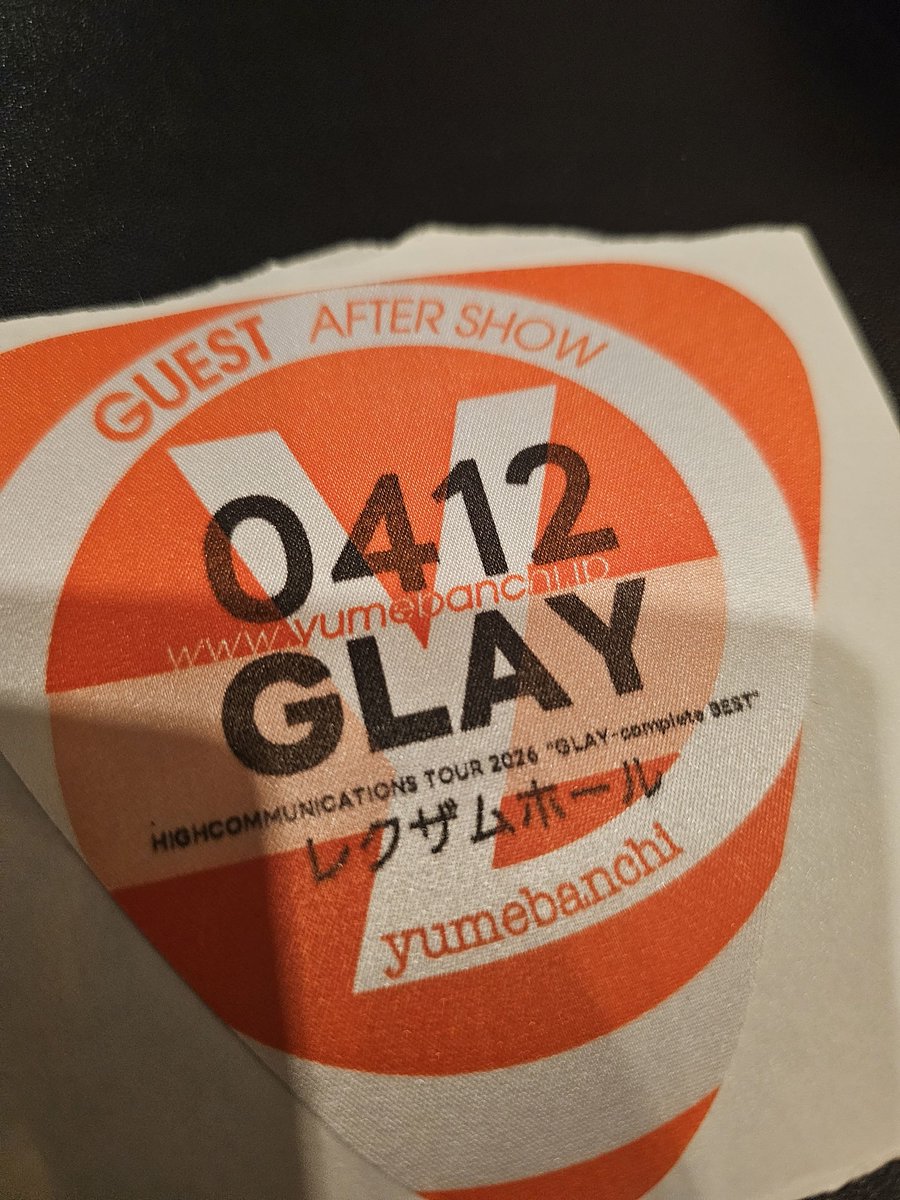 GUEST AFTER SHOW
0412
www.yumebanchi.jp
GLAY
HIGHCOMMUNICATIONS TOUR 2026 "GLAY-complete BEST"
レクザムホール
yumebanchi